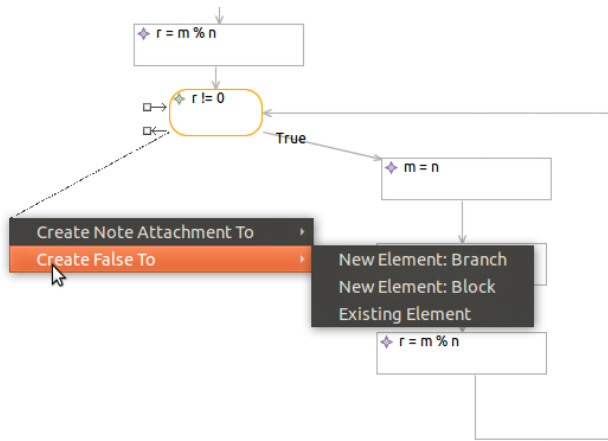 r = m % n
r != 0
True
m = n
Create Note Attachment To
Create False To
New Element: Branch
New Element: Block
Existing Element
r = m % n